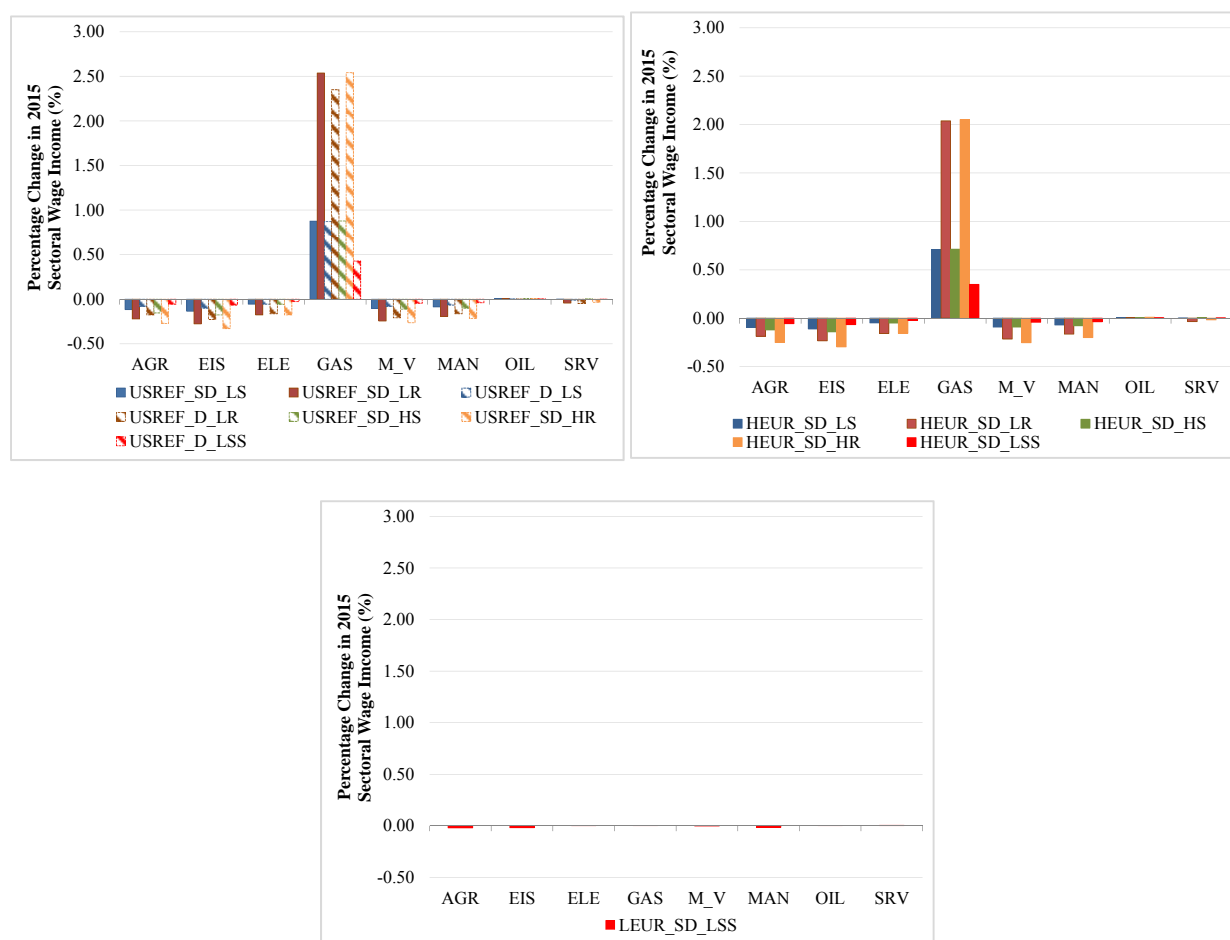 Percentage Change in 2015
Sectoral Wage Income (%)
3.00
2.50
2.00
1.50
1.00
0.50
0.00
-0.50
AGR EIS ELE GAS M_V MAN OIL SRV
USREF_SD_LS USREF_SD_LR USREF_D_LS
USREF_D_LR USREF_SD_HS USREF_SD_HR
USREF_D_LSS
Percentage Change in 2015
Sectoral Wage Income (%)
3.00
2.50
2.00
1.50
1.00
0.50
0.00
-0.50
AGR EIS ELE GAS M_V MAN OIL SRV
HEUR_SD_LS HEUR_SD_LR HEUR_SD_HS
HEUR_SD_HR HEUR_SD_LSS
Percentage Change in 2015
Sectoral Wage Imcome (%)
3.00
2.50
2.00
1.50
1.00
0.50
0.00
-0.50
AGR EIS ELE GAS M_V MAN OIL SRV
LEUR_SD_LSS